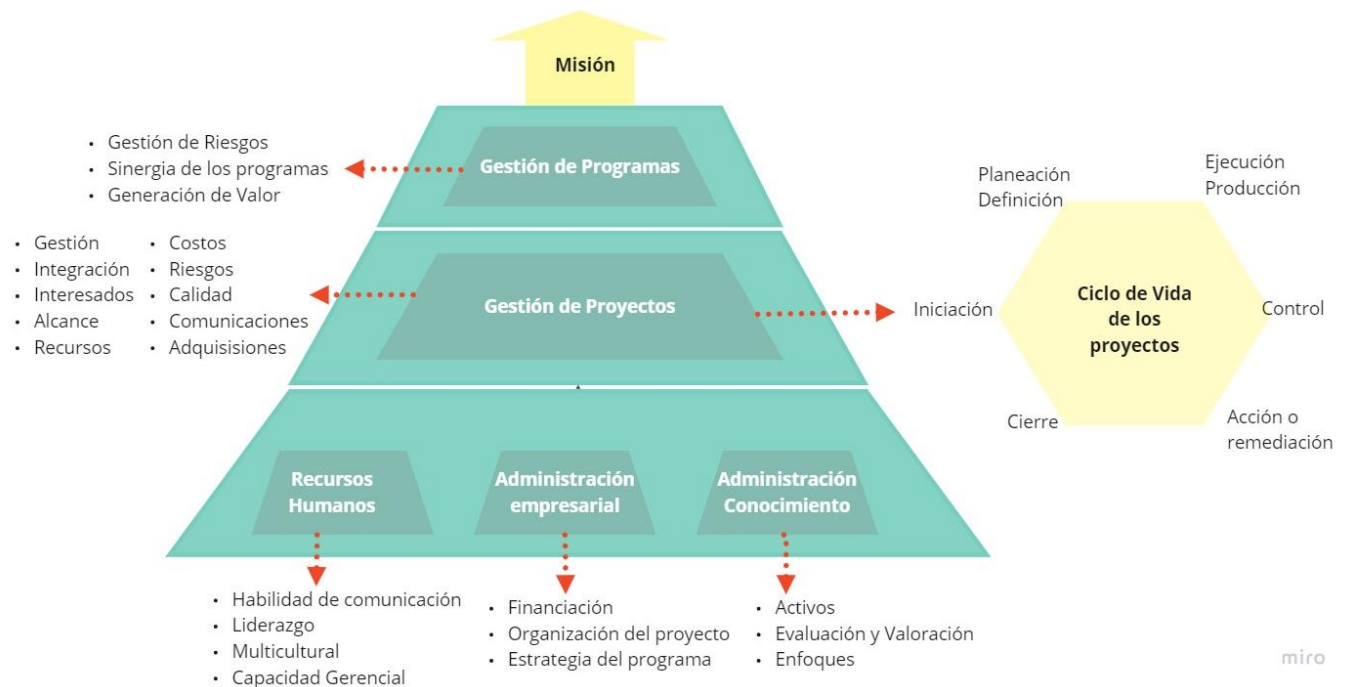 Misión
• Gestión de Riesgos
• Sinergia de los programas
• Generación de Valor
Gestión de Programas
• Gestión
• Integración
• Interesados
• Alcance
• Recursos
• Costos
• Riesgos
• Calidad
• Comunicaciones
• Adquisisiones
Gestión de Proyectos
Planeación
Definición
Ejecución
Producción
Iniciación
Ciclo de Vida
de los
proyectos
Control
Cierre
Acción o
remediación
Recursos
Humanos
Administración
empresarial
Administración
Conocimiento
• Habilidad de comunicación
• Liderazgo
• Multicultural
• Capacidad Gerencial
• Financiación
• Organización del proyecto
• Estrategia del programa
• Activos
• Evaluación y Valoración
• Enfoques
miro